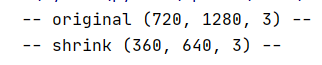 -- original (720, 1280, 3) --
-- shrink (360, 640, 3) --